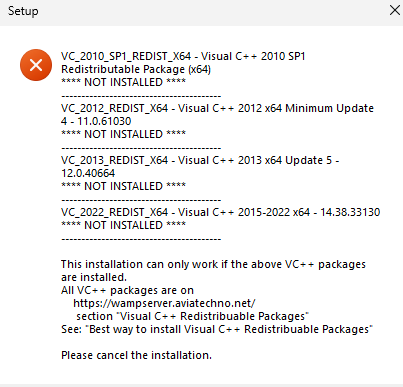 Setup
VC_2010_SP1_REDIST_X64 - Visual C++ 2010 SP1
Redistributable Package (x64)
**** NOT INSTALLED ****
----------------------------------------
VC_2012_REDIST_X64 - Visual C++ 2012 x64 Minimum Update
4 - 11.0.61030
**** NOT INSTALLED ****
----------------------------------------
VC_2013_REDIST_X64 - Visual C++ 2013 x64 Update 5 -
12.0.40664
**** NOT INSTALLED ****
----------------------------------------
VC_2022_REDIST_X64 - Visual C++ 2015-2022 x64 - 14.38.33130
**** NOT INSTALLED ****
----------------------------------------
This installation can only work if the above VC++ packages
are installed.
All VC++ packages are on
https://wampserver.aviatechno.net/
section "Visual C++ Redistribuable Packages"
See: "Best way to install Visual C++ Redistribuable Packages"
Please cancel the installation.